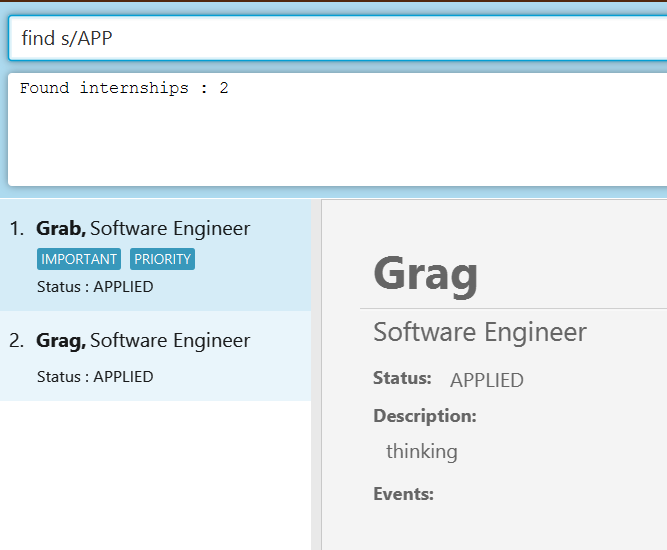 find s/APP
Found internships : 2
1. Grab, Software Engineer
IMPORTANT PRIORITY
Status : APPLIED
2. Grag, Software Engineer
Status : APPLIED
Grag
Software Engineer
Status: APPLIED
Description:
thinking
Events: